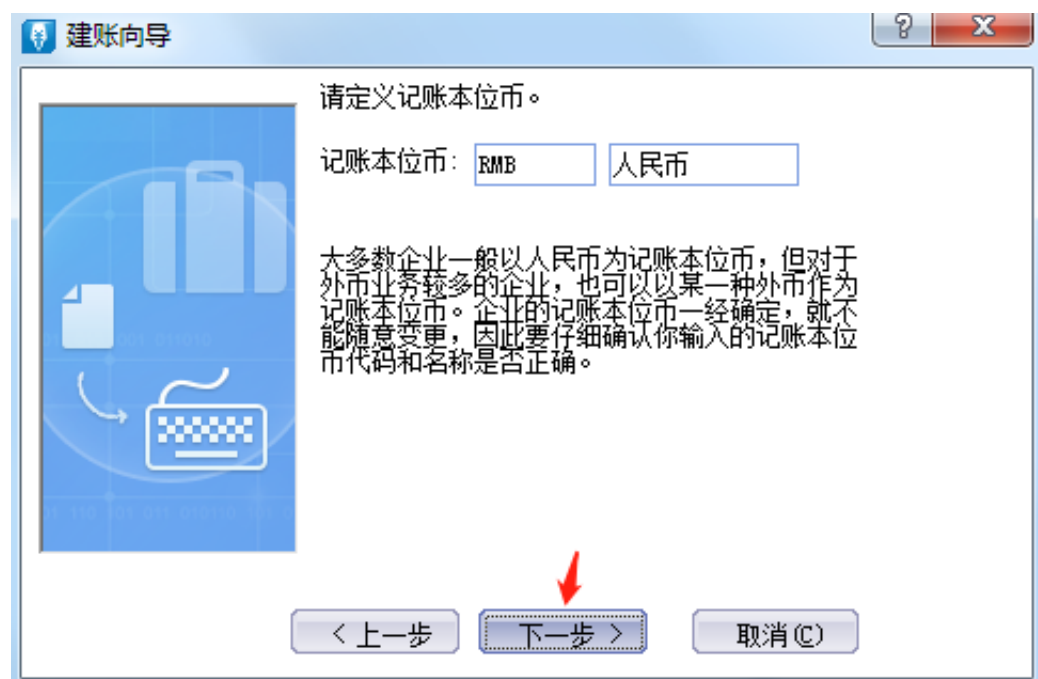 建账向导
请定义记账本位币。
记账本位币: RMB 人民币
大多数企业一般以人民币为记账本位币，但对于
外币业务较多的企业，也可以以某一种外币作为
记账本位币。企业的记账本位币一经确定，就不
能随意变更，因此要仔细确认你输入的记账本位
币代码和名称是否正确。
<上一步 下一步> 取消(C)